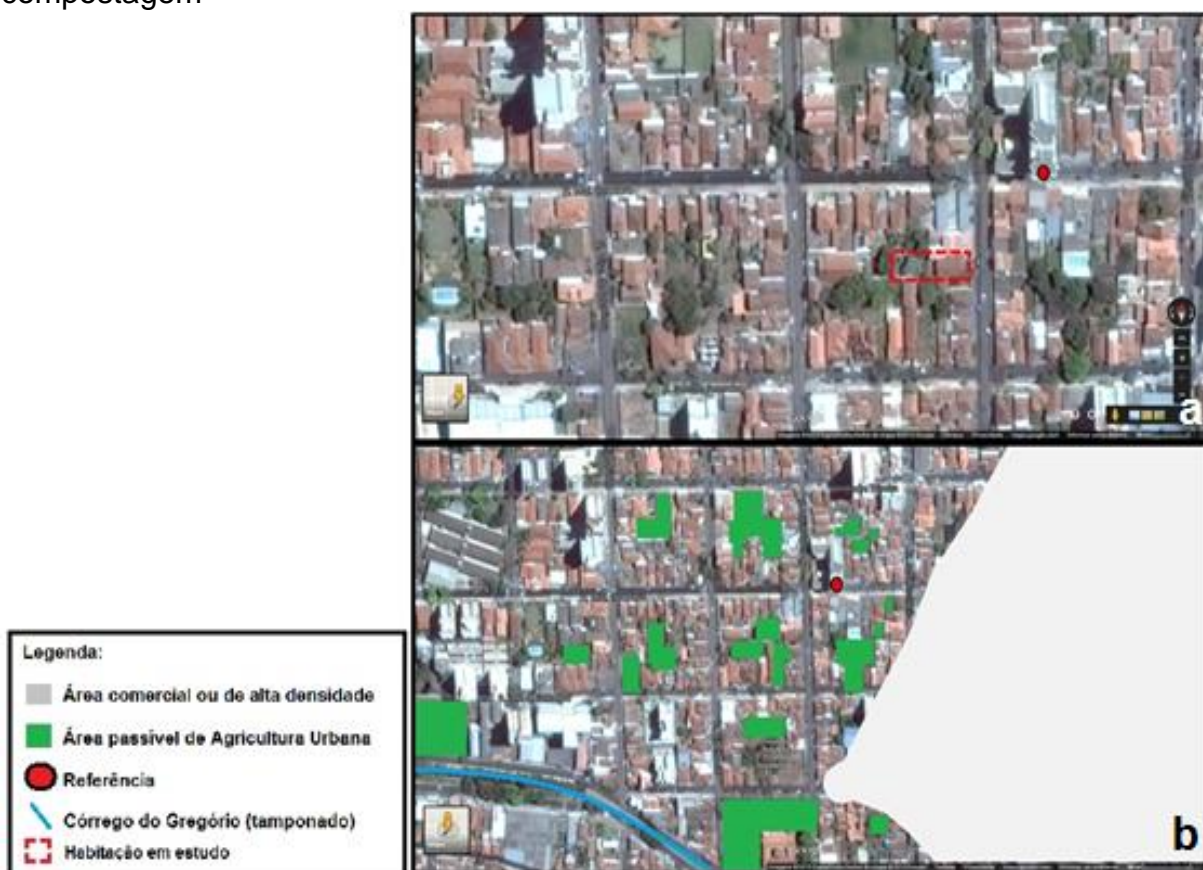 compostagem
a
Legenda:
Área comercial ou de alta densidade
Área passível de Agricultura Urbana
Referência
Córrego do Gregório (tamponado)
Habitação em estudo
b